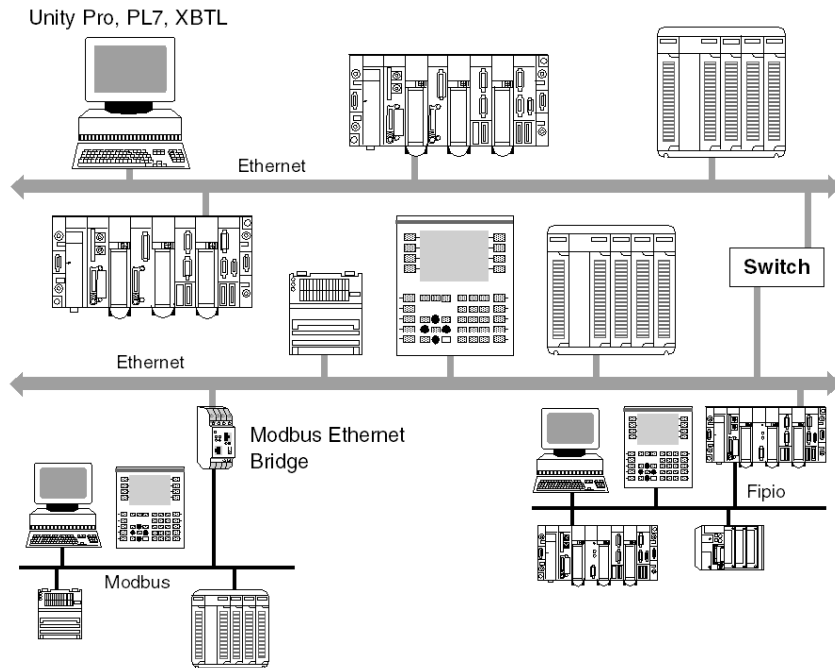 Unity Pro, PL7, XBTL
Ethernet
Switch
Ethernet
Modbus Ethernet
Bridge
Fipio
Modbus